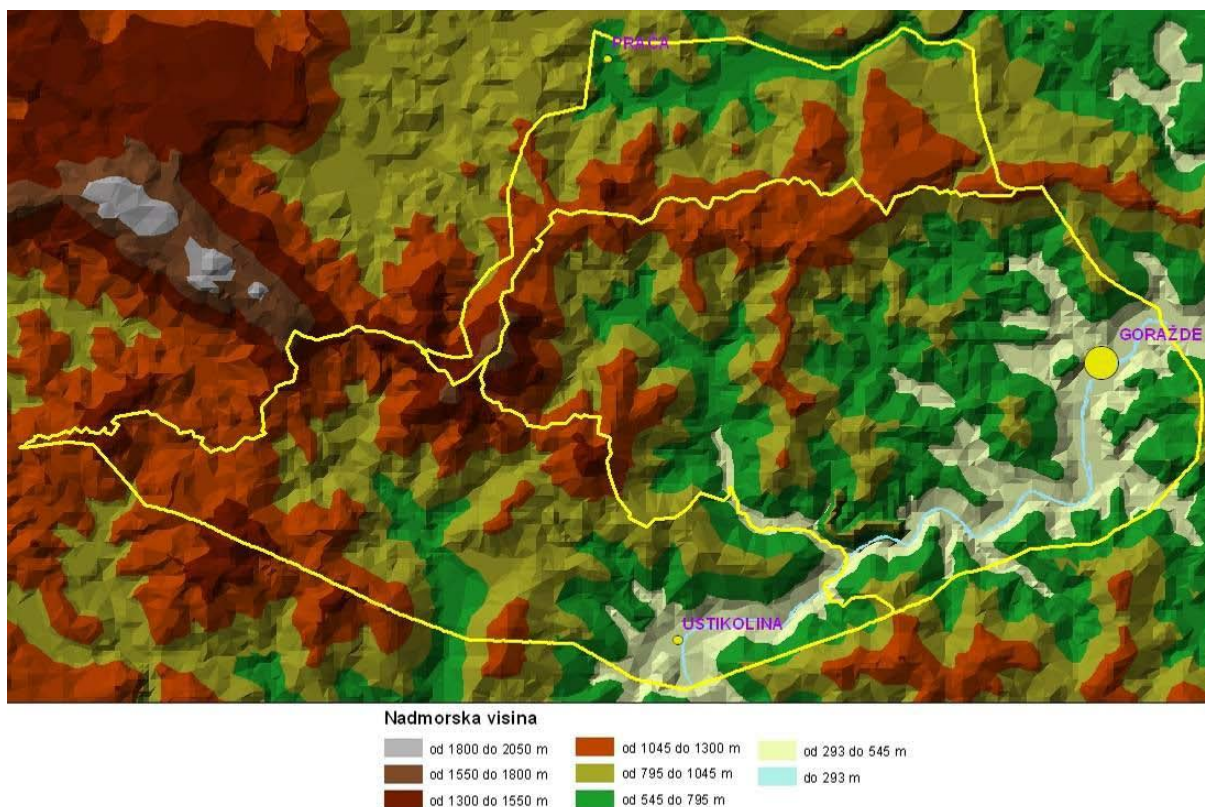 PRAČA
GORAŽDE
USTIKOLINA
Nadmorska visina
od 1800 do 2050 m
od 1550 do 1800 m
od 1300 do 1550 m
od 1045 do 1300 m
od 795 do 1045 m
od 545 do 795 m
od 293 do 545 m
do 293 m